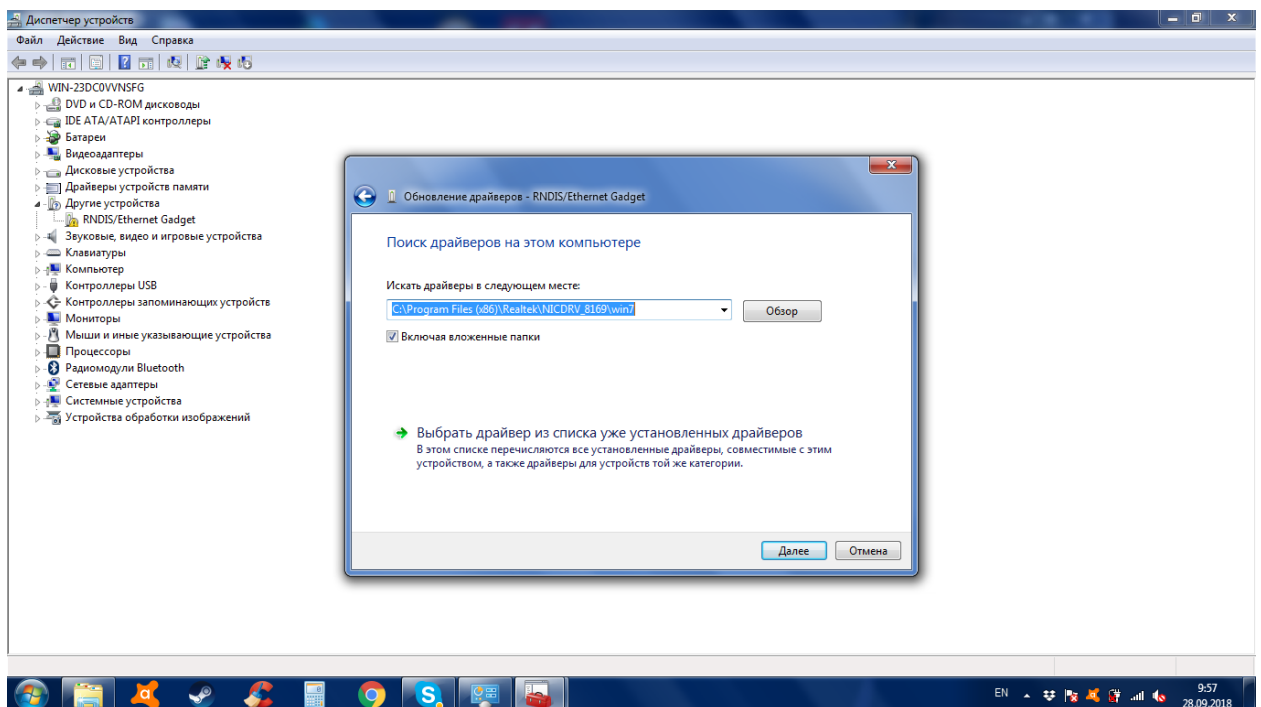 Диспетчер устройств
Файл Действие Вид Справка
WIN-23DC0VVNSFG
DVD и CD-ROM дисководы
IDE ATA/ATAPI контроллеры
Батареи
Видеоадаптеры
Дисковые устройства
Драйверы устройств памяти
Другие устройства
RNDIS/Ethernet Gadget
Звуковые, видео и игровые устройства
Клавиатуры
Компьютер
Контроллеры USB
Контроллеры запоминающих устройств
Мониторы
Мыши и иные указывающие устройства
Процессоры
Радиомодули Bluetooth
Сетевые адаптеры
Системные устройства
Устройства обработки изображений
Обновление драйверов - RNDIS/Ethernet Gadget
Поиск драйверов на этом компьютере
Искать драйверы в следующем месте:
C:\Program Files (x86)\Realtek\NICDRV_8169\win7
Обзор
Включая вложенные папки
Выбрать драйвер из списка уже установленных драйверов
В этом списке перечисляются все установленные драйверы, совместимые с этим
устройством, а также драйверы для устройств той же категории.
Далее Отмена
EN
9:57
28.09.2018